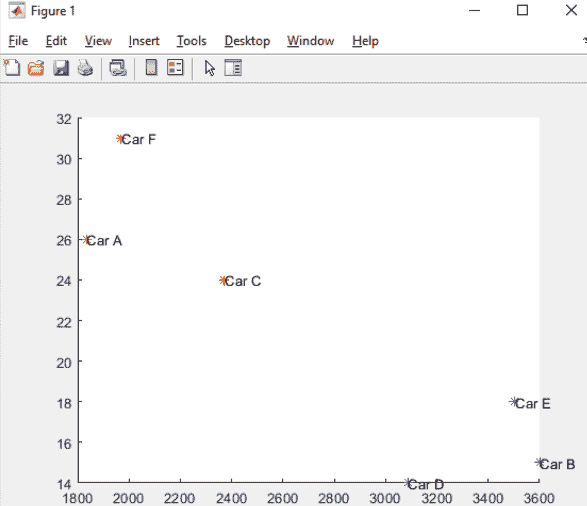 Figure 1
File Edit View Insert Tools Desktop Window Help
32
Car F
30
28
26
Car A
24
Car C
22
20
18
Car E
16
Car B
14
Car D
1800 2000 2200 2400 2600 2800 3000 3200 3400 3600